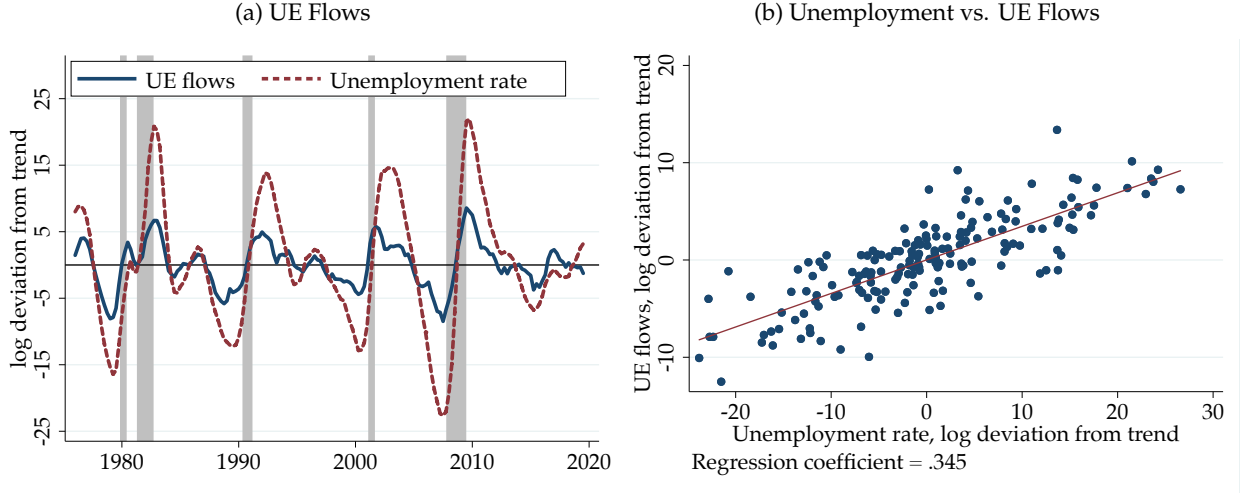 (a) UE Flows
log deviation from trend
25
15
5
-5
-15
-25
UE flows
Unemployment rate
1980
1990
2000
2010
2020
(b) Unemployment vs. UE Flows
UE flows, log deviation from trend
20
10
0
-10
-20
-10
0
10
20
30
Unemployment rate, log deviation from trend
Regression coefficient = .345